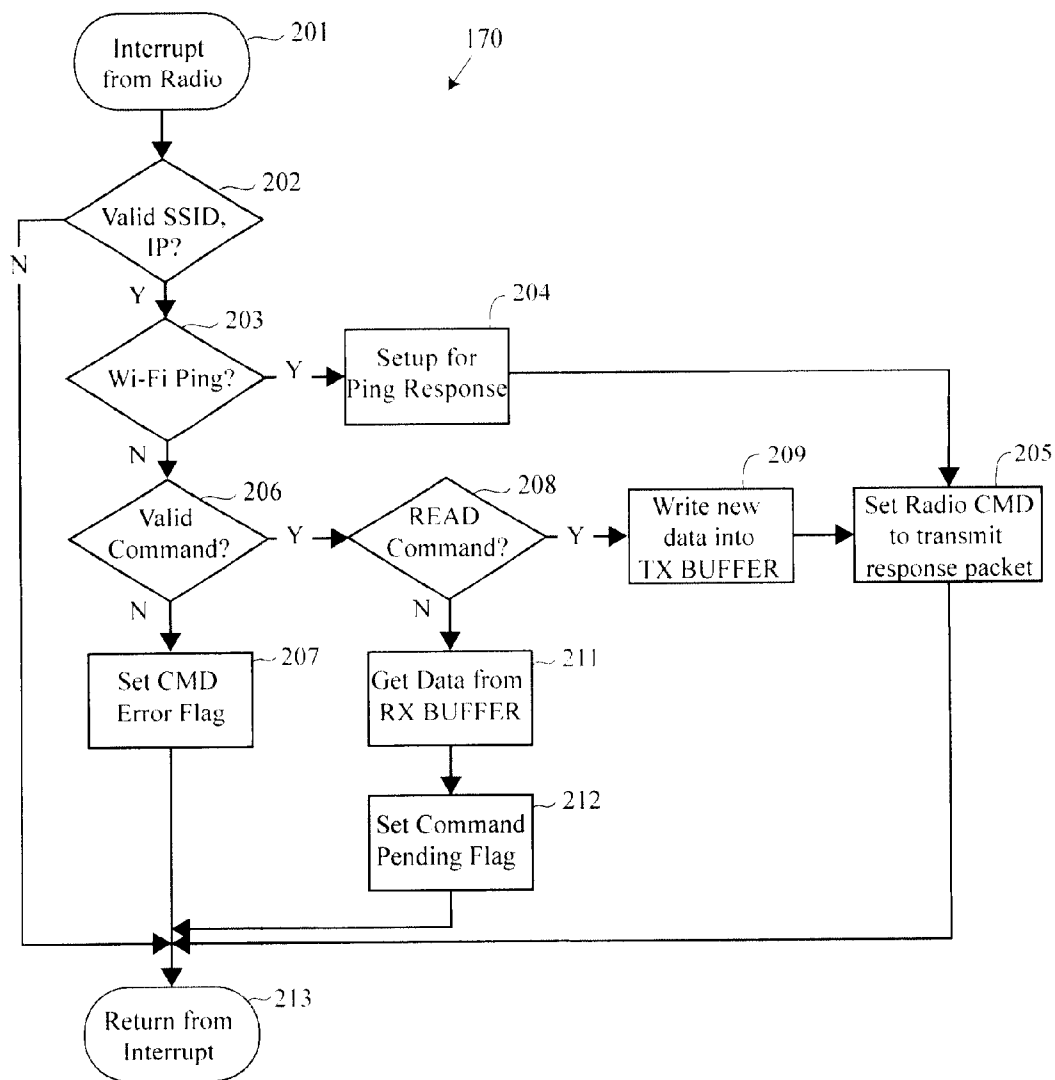 Interrupt
from Radio
201
170
Valid SSID,
IP?
202
N
Y
Wi-Fi Ping?
203
Y
Setup for
Ping Response
204
N
Valid
Command?
206
Y
READ
Command?
208
Y
Write new
data into
TX BUFFER
209
Set Radio CMD
to transmit
response packet
205
N
N
Set CMD
Error Flag
207
Get Data from
RX BUFFER
211
Set Command
Pending Flag
212
Return from
Interrupt
213